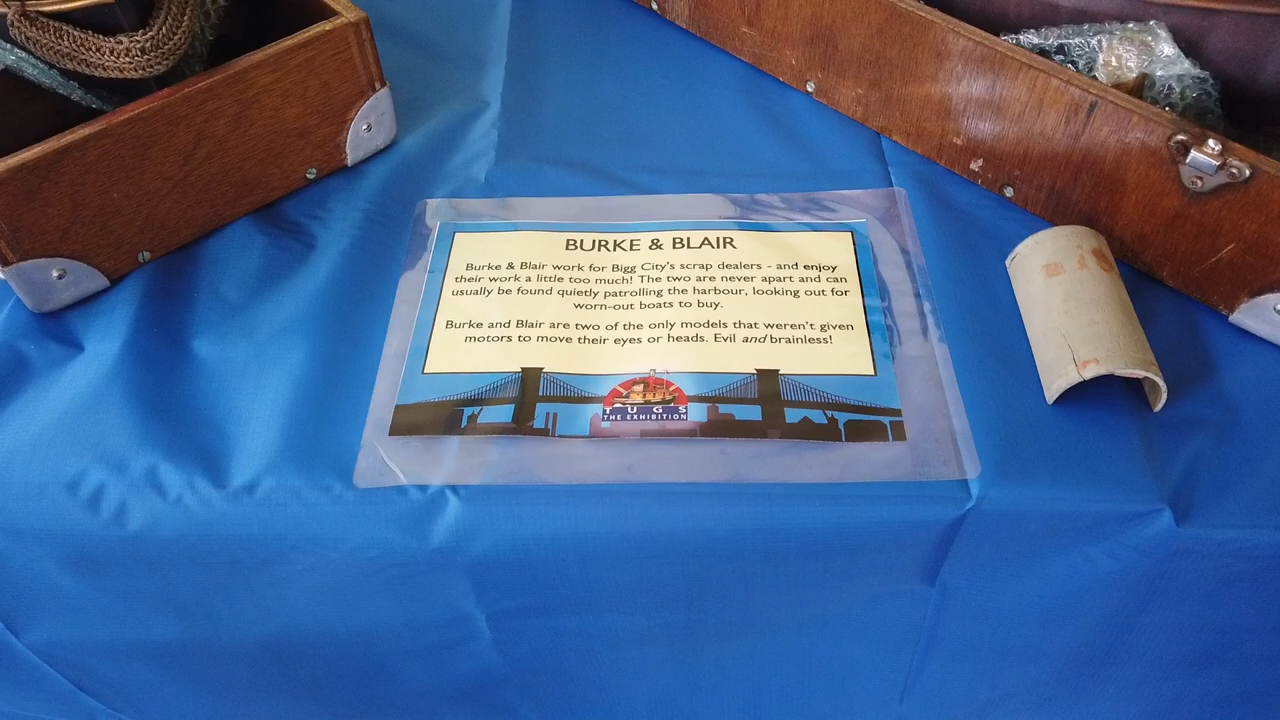 BURKE & BLAIR
Burke & Blair work for Bigg City's scrap dealers - and enjoy
their work a little too much! The two are never apart and can
usually be found quietly patrolling the harbour, looking out for
worn-out boats to buy.
Burke and Blair are two of the only models that weren't given
motors to move their eyes or heads. Evil and brainless!
TUGS
THE EXHIBITION